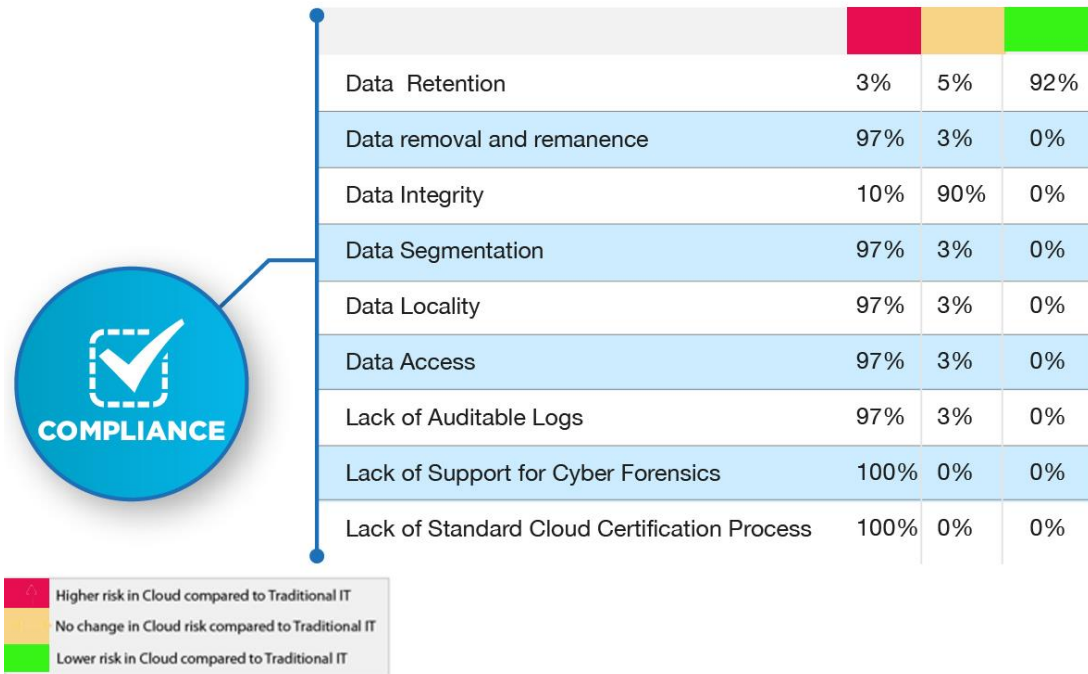 Data Retention 3% 5% 92%
Data removal and remanence 97% 3% 0%
Data Integrity 10% 90% 0%
Data Segmentation 97% 3% 0%
Data Locality 97% 3% 0%
Data Access 97% 3% 0%
Lack of Auditable Logs 97% 3% 0%
Lack of Support for Cyber Forensics 100% 0% 0%
Lack of Standard Cloud Certification Process 100% 0% 0%
COMPLIANCE
Higher risk in Cloud compared to Traditional IT
No change in Cloud risk compared to Traditional IT
Lower risk in Cloud compared to Traditional IT